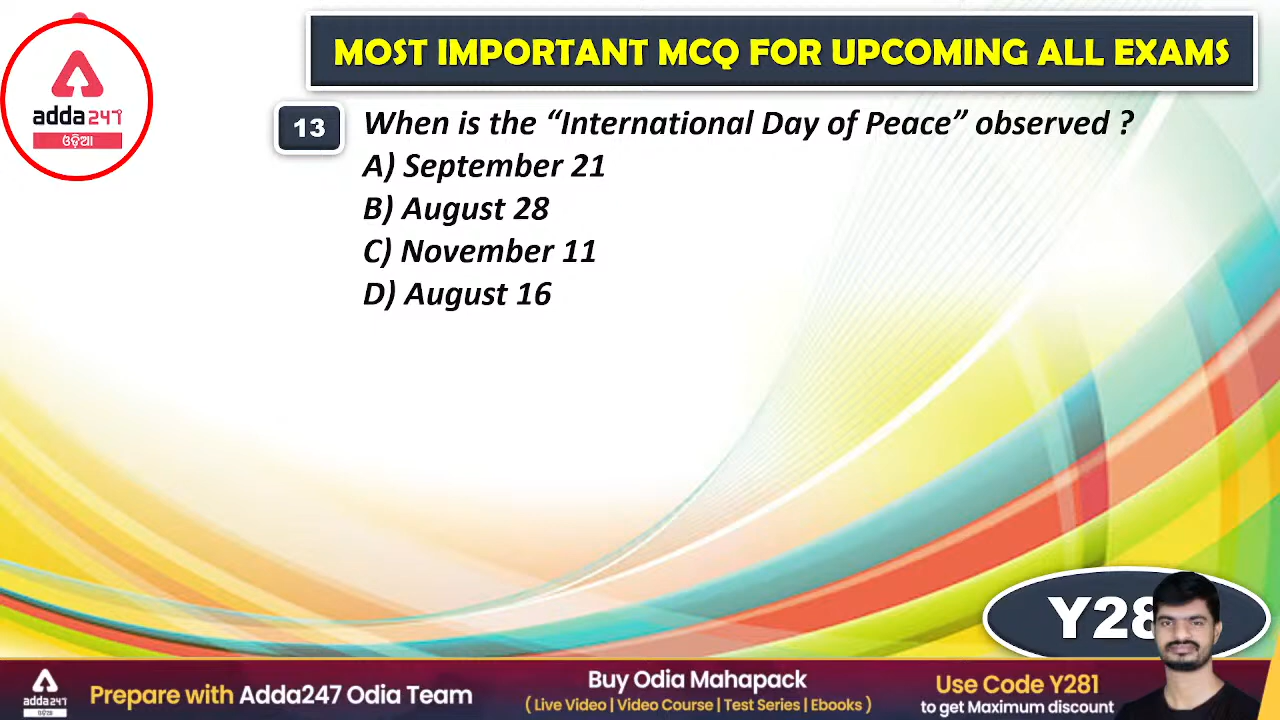 MOST IMPORTANT MCQ FOR UPCOMING ALL EXAMS
adda247
ଓଡ଼ିଆ
13
When is the “International Day of Peace” observed ?
A) September 21
B) August 28
C) November 11
D) August 16
Y28
adda247
ଓଡ଼ିଆ
Prepare with Adda247 Odia Team
Buy Odia Mahapack
( Live Video | Video Course | Test Series | Ebooks )
Use Code Y281
to get Maximum discount